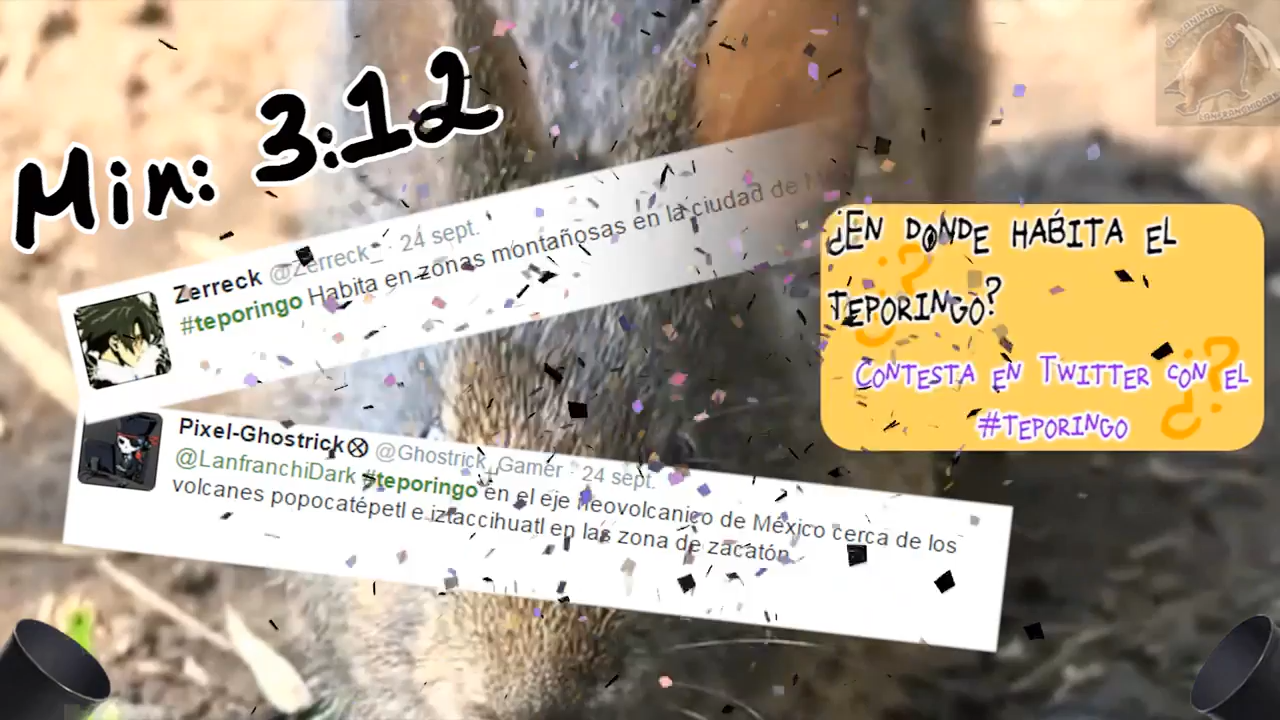 Min: 3:12
Zerreck @Zerreck_ · 24 sept.
#teporingo Habita en zonas montañosas en la ciudad de
Pixel-Ghostrick⊗ @Ghostrick_Gamer · 24 sept.
@LanfranchiDark #teporingo en el eje neovolcanico de México cerca de los
volcanes popocatépetl e iztaccihuatl en las zona de zacatón.
¿EN DONDE HABITA EL
TEPORINGO?
CONTESTA EN TWITTER CON EL
#TEPORINGO